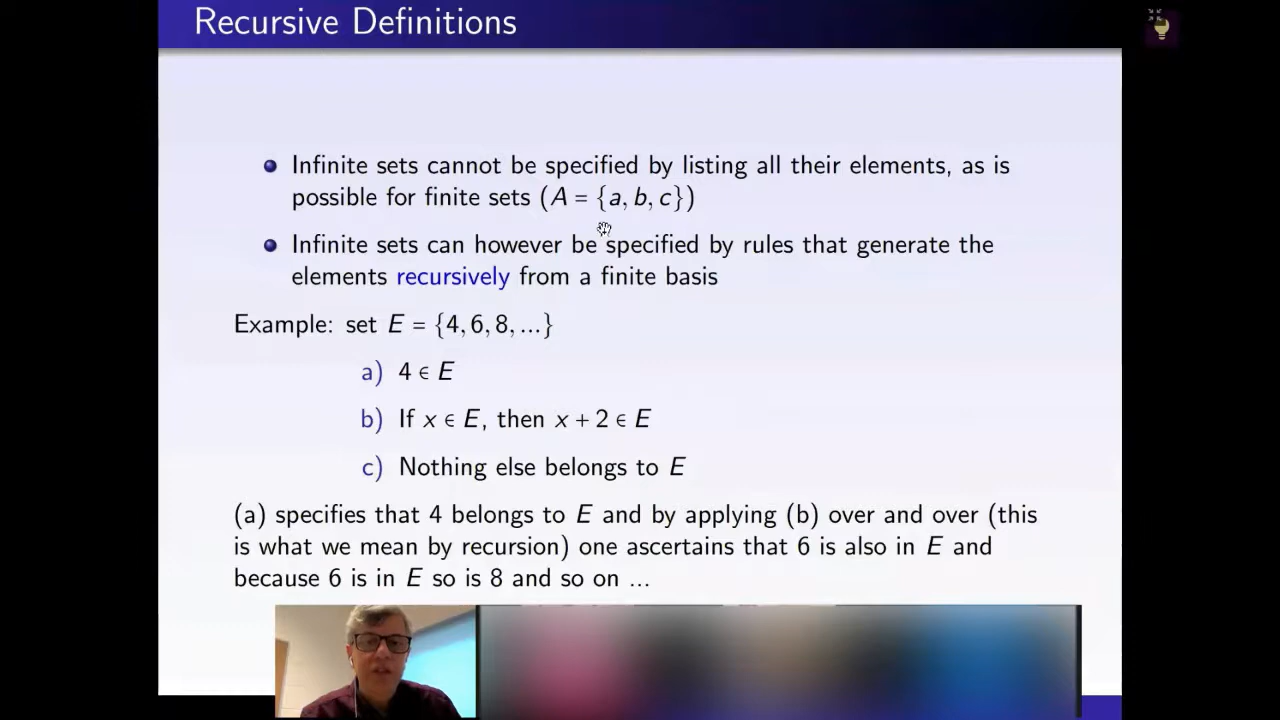 Recursive Definitions
Infinite sets cannot be specified by listing all their elements, as is
possible for finite sets (A = {a, b, c})
Infinite sets can however be specified by rules that generate the
elements recursively from a finite basis
Example: set E = {4, 6, 8, ...}
a) 4 ∈ E
b) If x ∈ E, then x + 2 ∈ E
c) Nothing else belongs to E
(a) specifies that 4 belongs to E and by applying (b) over and over (this
is what we mean by recursion) one ascertains that 6 is also in E and
because 6 is in E so is 8 and so on ...